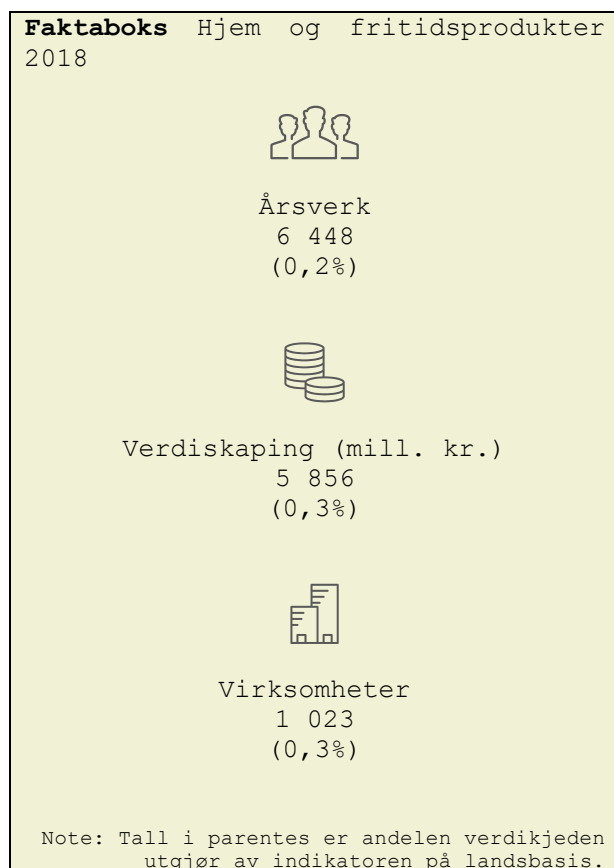 Faktaboks Hjem og fritidsprodukter
2018
Årsverk
6 448
(0,2%)
Verdiskaping (mill. kr.)
5 856
(0,3%)
Virksomheter
1 023
(0,3%)
Note: Tall i parentes er andelen verdikjeden
utgjør av indikatoren på landsbasis.